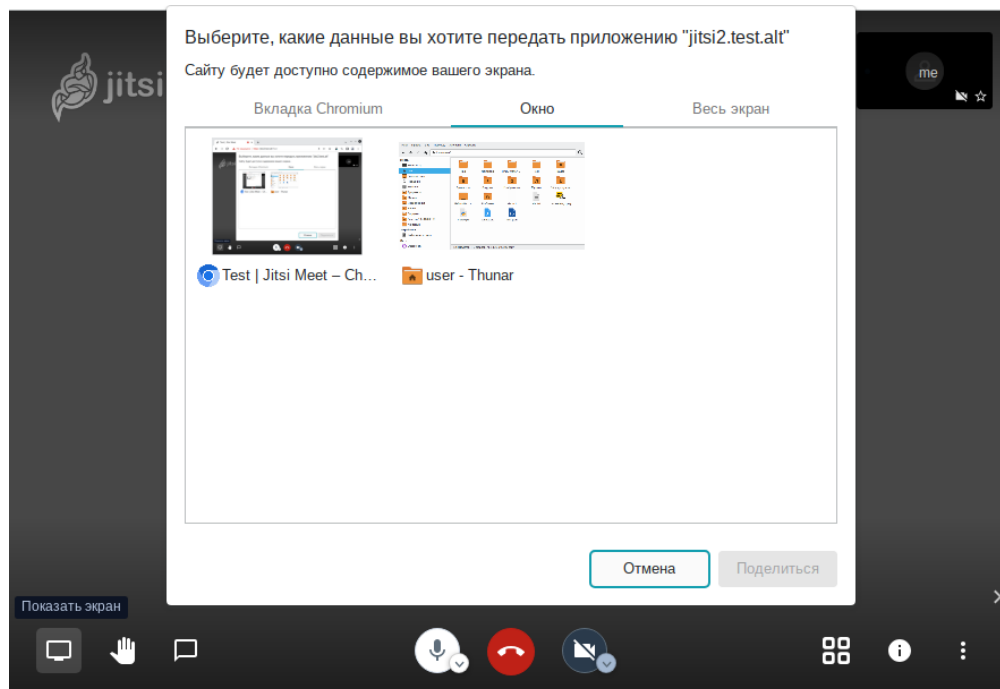 Выберите, какие данные вы хотите передать приложению "jitsi2.test.alt"
Сайту будет доступно содержимое вашего экрана.
Вкладка Chromium Окно Весь экран
jitsi
me
Test | Jitsi Meet – Ch...
user - Thunar
Отмена Поделиться
Показать экран